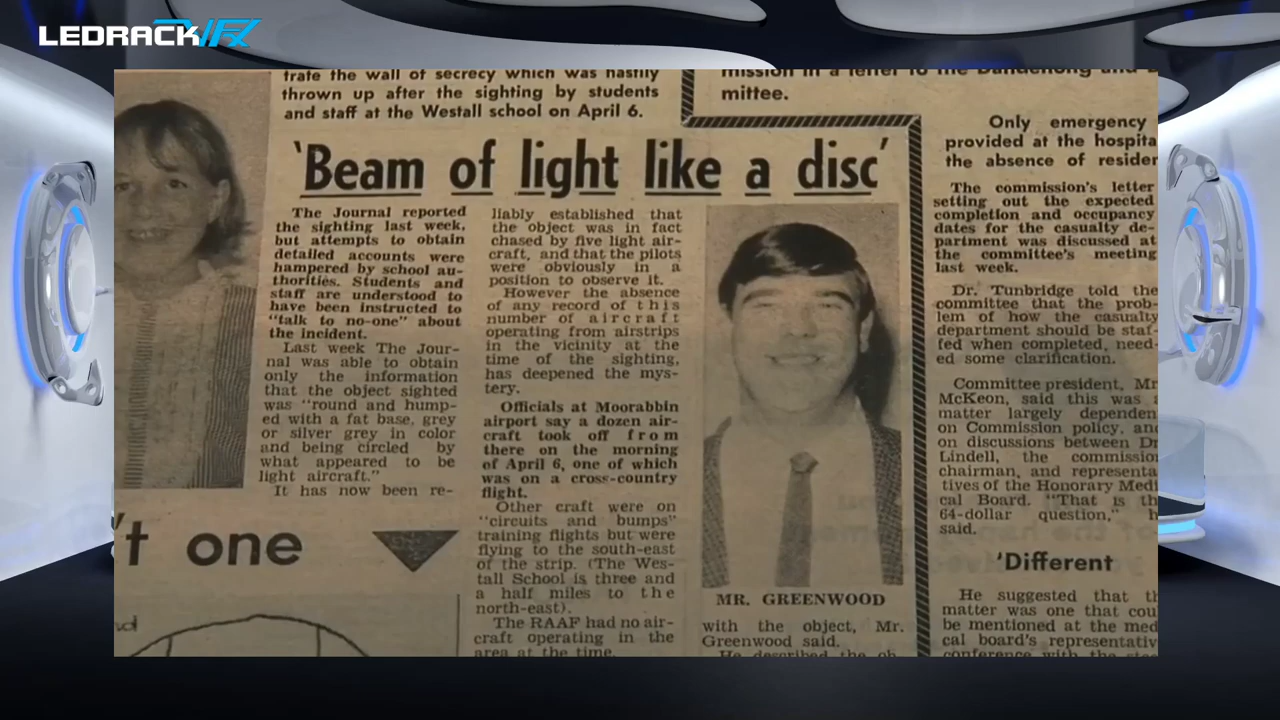 LEDRACK//FX
trate the wall of secrecy which was hastily
thrown up after the sighting by students
and staff at the Westall school on April 6.
'Beam of light like a disc'
The Journal reported
the sighting last week,
but attempts to obtain
detailed accounts were
hampered by school au-
thorities. Students and
staff are understood to
have been instructed to
"talk to no-one" about
the incident.
Last week The Jour-
nal was able to obtain
only the information
that the object sighted
was "round and hump-
ed with a fat base, grey
or silver grey in color
and being circled by
what appeared to be
light aircraft."
It has now been re-
't one
liably established that
the object was in fact
chased by five light air-
craft, and that the pilots
were obviously in a
position to observe it.
However the absence
of any record of this
number of aircraft
operating from airstrips
in the vicinity at the
time of the sighting,
has deepened the mys-
tery.
Officials at Moorabbin
airport say a dozen air-
craft took off from
there on the morning
of April 6, one of which
was on a cross-country
flight.
Other craft were on
"circuits and bumps"
training flights but were
flying to the south-east
of the strip. (The Wes-
tall School is three and
a half miles to the
north-east).
The RAAF had no air-
craft operating in the
area at the time.
MR. GREENWOOD
with the object, Mr.
Greenwood said.
He described the ob-
mission in a letter to the Dandenong and
mittee.
Only emergency
provided at the hospita
the absence of resider
The commission's letter
setting out the expected
completion and occupancy
dates for the casualty de-
partment was discussed at
the committee's meeting
last week.
Dr. Tunbridge told the
committee that the prob-
lem of how the casualty
department should be staf-
fed when completed, need-
ed some clarification.
Committee president, Mr
McKeon, said this was
matter largely dependen
on Commission policy, and
on discussions between Dr
Lindell, the commission
chairman, and representa
tives of the Honorary Medi
cal Board. "That is th
64-dollar question," h
said.
'Different
He suggested that th
matter was one that coul
be mentioned at the med
cal board's representativ
conference with the